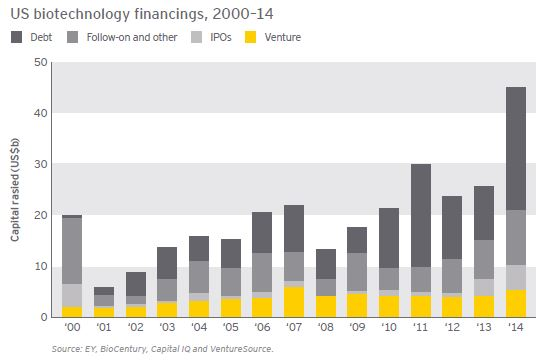 US biotechnology financings, 2000-14
Debt Follow-on and other IPOs Venture
50
40
30
20
10
0
Capital rasled (US$b)
'00 '01 '02 '03 '04 '05 '06 '07 '08 '09 '10 '11 '12 '13 '14
Source: EY, BioCentury, Capital IQ and VentureSource.